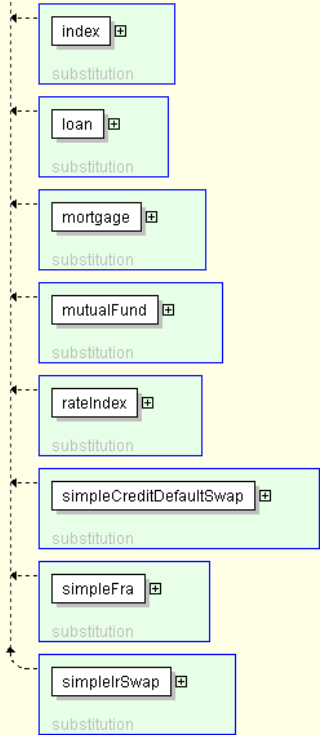 index
substitution
loan
substitution
mortgage
substitution
mutualFund
substitution
rateIndex
substitution
simpleCreditDefaultSwap
substitution
simpleFra
substitution
simpleIrSwap
substitution